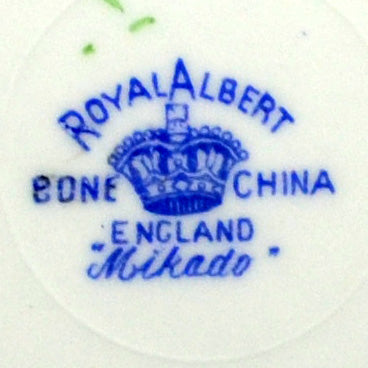 ROYAL ALBERT
BONE CHINA
ENGLAND
"Mikado"